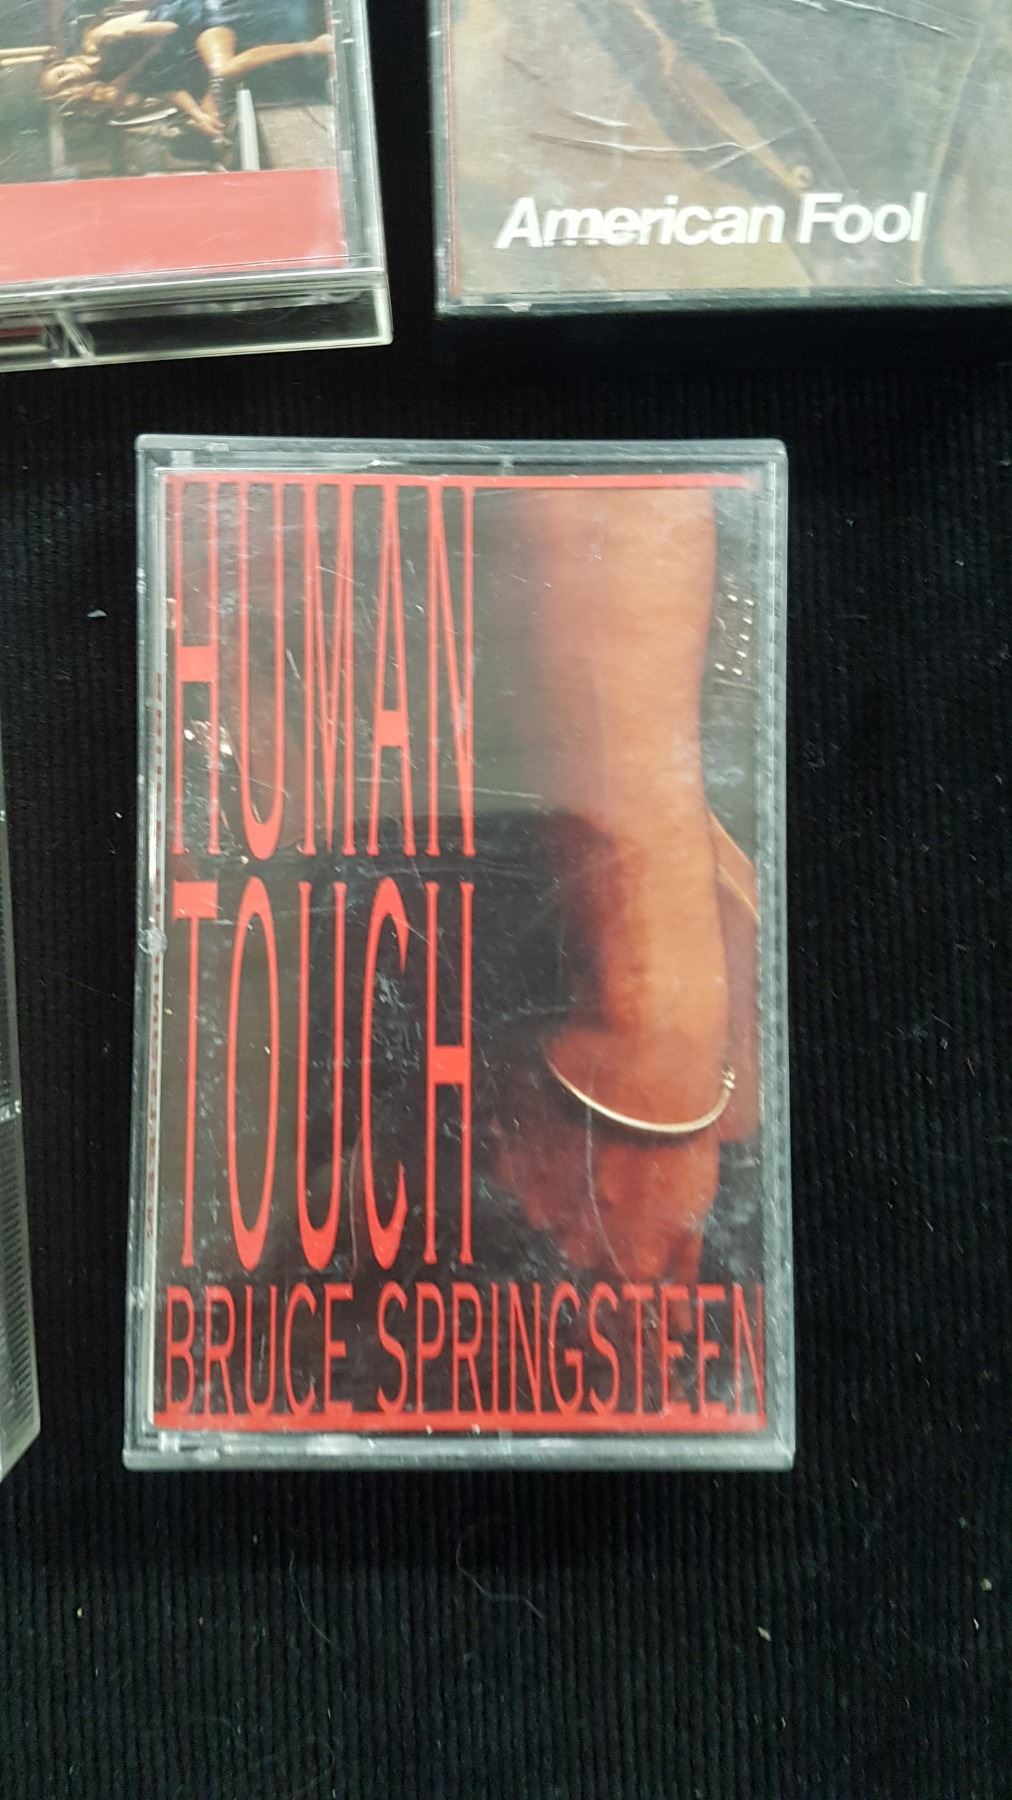 American Fool
HUMAN
TOUCH
BRUCE SPRINGSTEEN